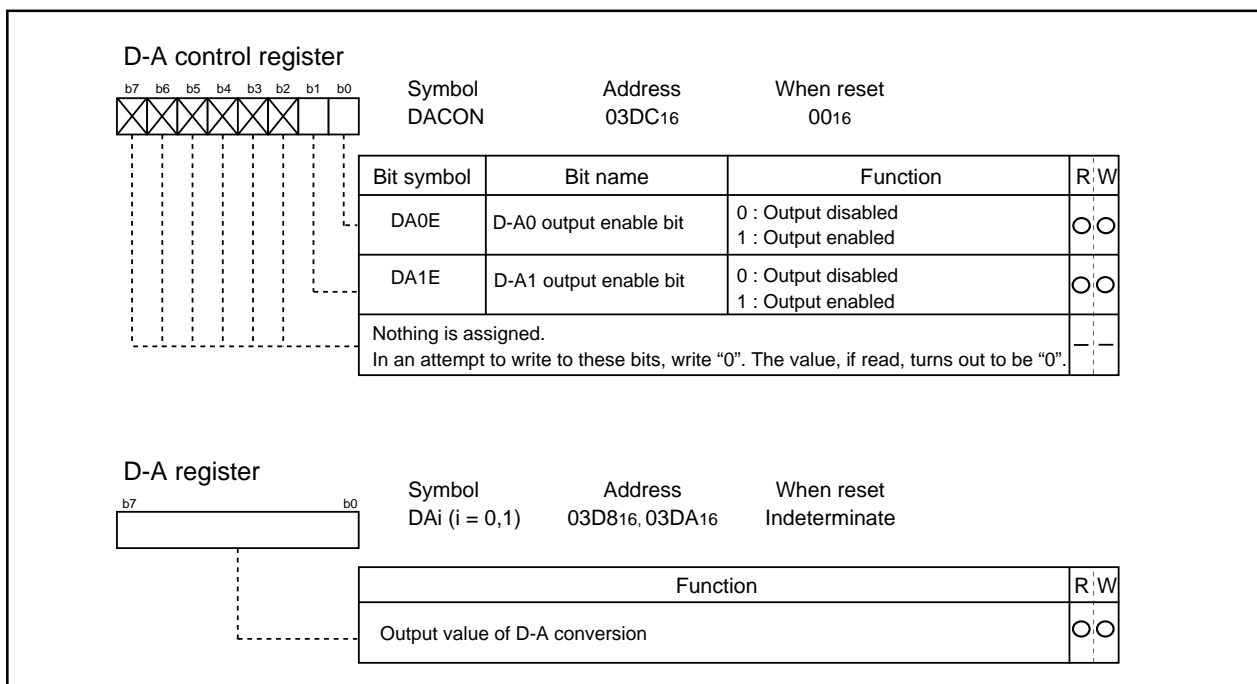 D-A control register
b7 b6 b5 b4 b3 b2 b1 b0
Symbol Address When reset
DACON 03DC16 0016
Bit symbol Bit name Function R W
DA0E D-A0 output enable bit 0 : Output disabled
1 : Output enabled
DA1E D-A1 output enable bit 0 : Output disabled
1 : Output enabled
Nothing is assigned.
In an attempt to write to these bits, write “0”. The value, if read, turns out to be “0”.
D-A register
b7 b0
Symbol Address When reset
DAi (i = 0,1) 03D816, 03DA16 Indeterminate
Function R W
Output value of D-A conversion